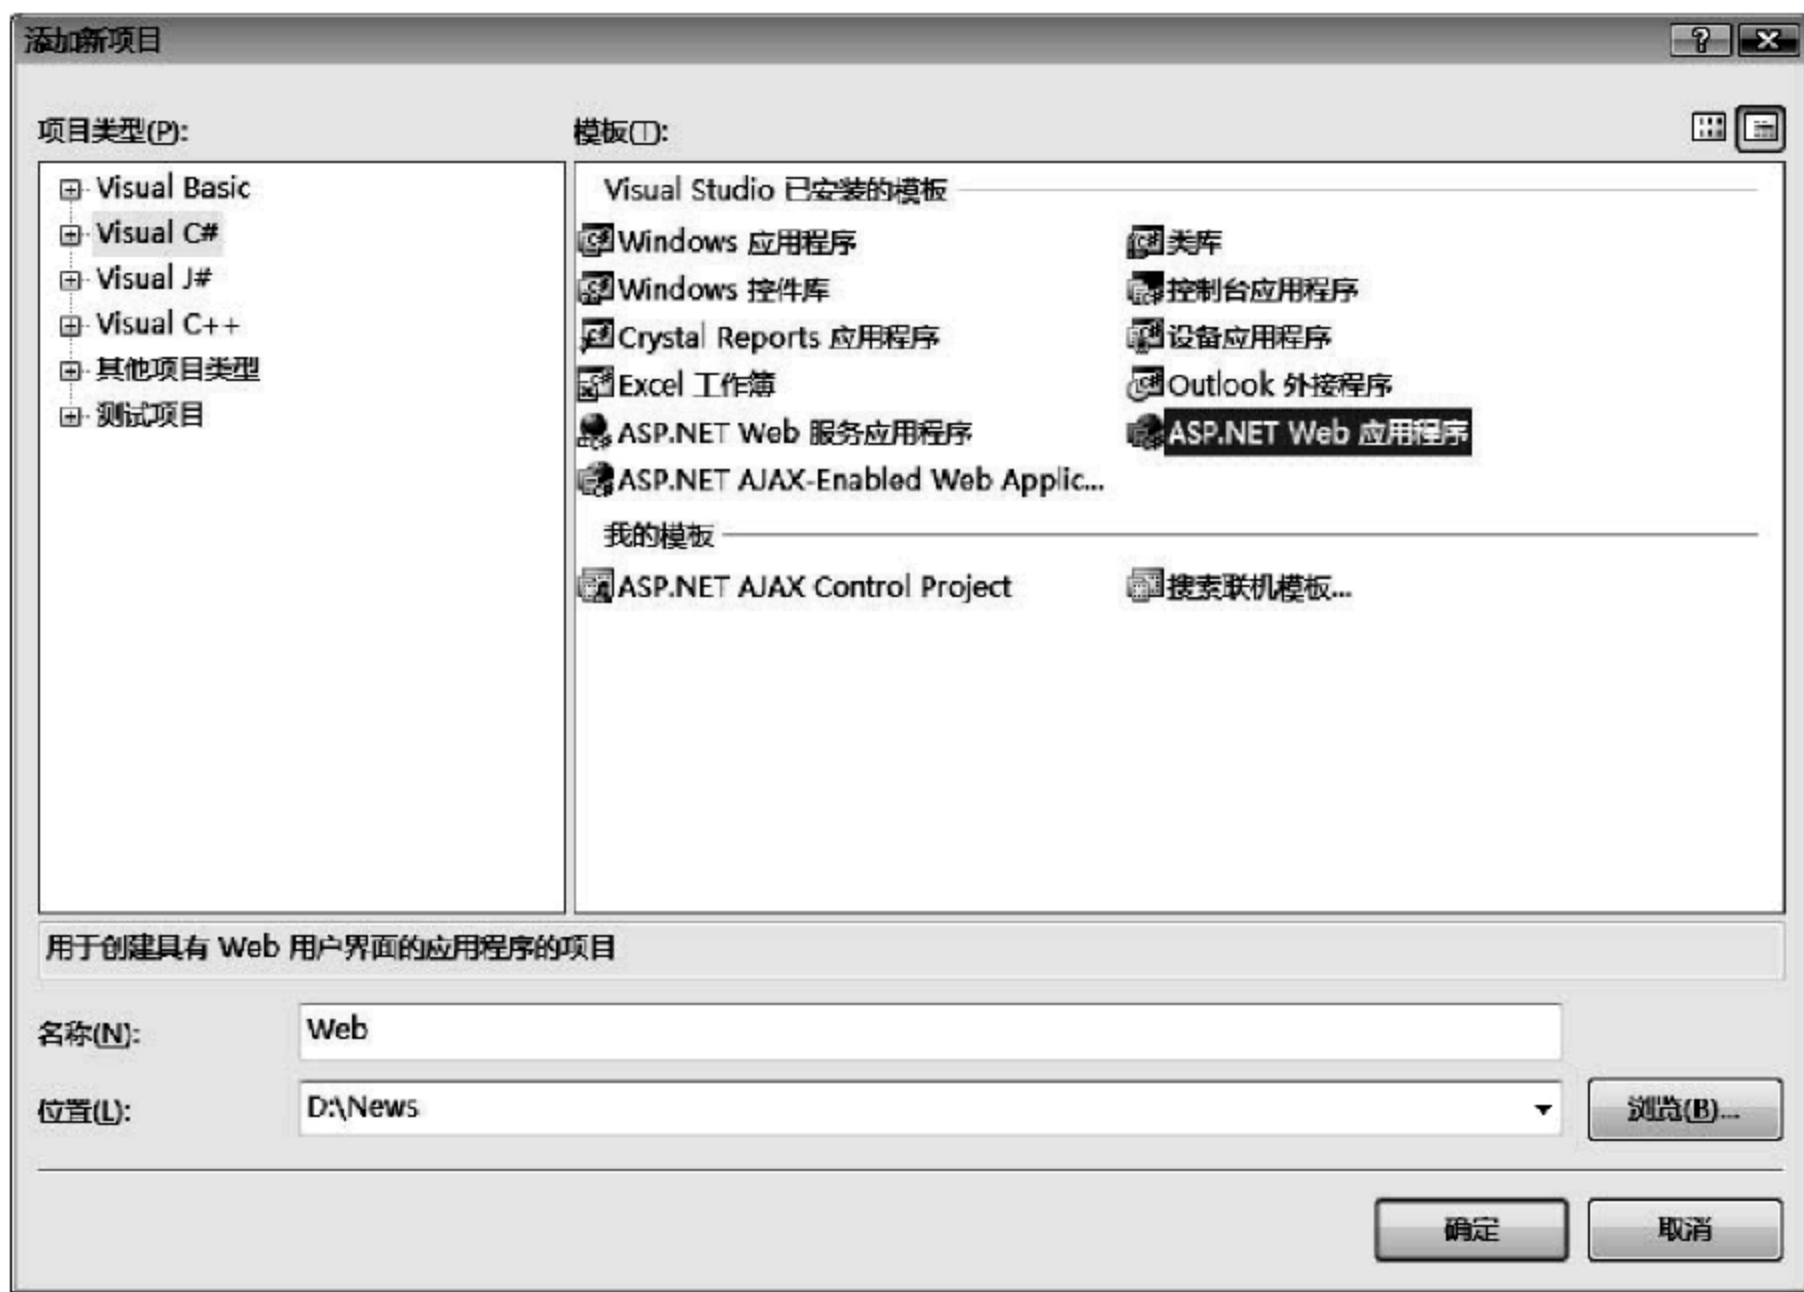 添加新项目
项目类型(P):
模板(T):
Visual Basic
Visual C#
Visual J#
Visual C++
其他项目类型
测试项目
Visual Studio 已安装的模板
Windows 应用程序
类库
Windows 控件库
控制台应用程序
Crystal Reports 应用程序
设备应用程序
Excel 工作簿
Outlook 外接程序
ASP.NET Web 服务应用程序
ASP.NET Web 应用程序
ASP.NET AJAX-Enabled Web Applic...
我的模板
ASP.NET AJAX Control Project
搜索联机模板...
用于创建具有 Web 用户界面的应用程序的项目
名称(N):
Web
位置(L):
D:\News
浏览(B)...
确定
取消